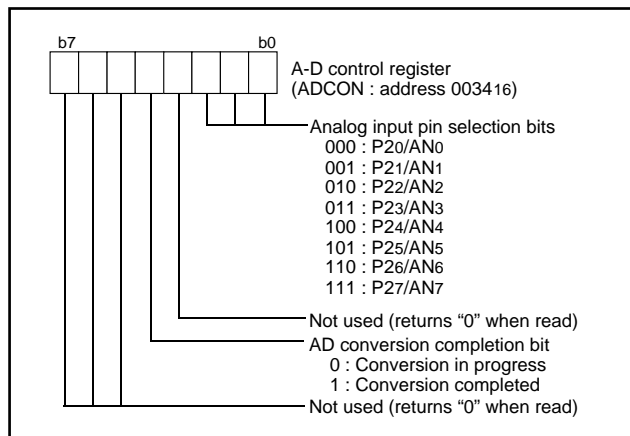 b7 b0
A-D control register
(ADCON : address 003416)
Analog input pin selection bits
000 : P20/AN0
001 : P21/AN1
010 : P22/AN2
011 : P23/AN3
100 : P24/AN4
101 : P25/AN5
110 : P26/AN6
111 : P27/AN7
Not used (returns “0” when read)
AD conversion completion bit
0 : Conversion in progress
1 : Conversion completed
Not used (returns “0” when read)